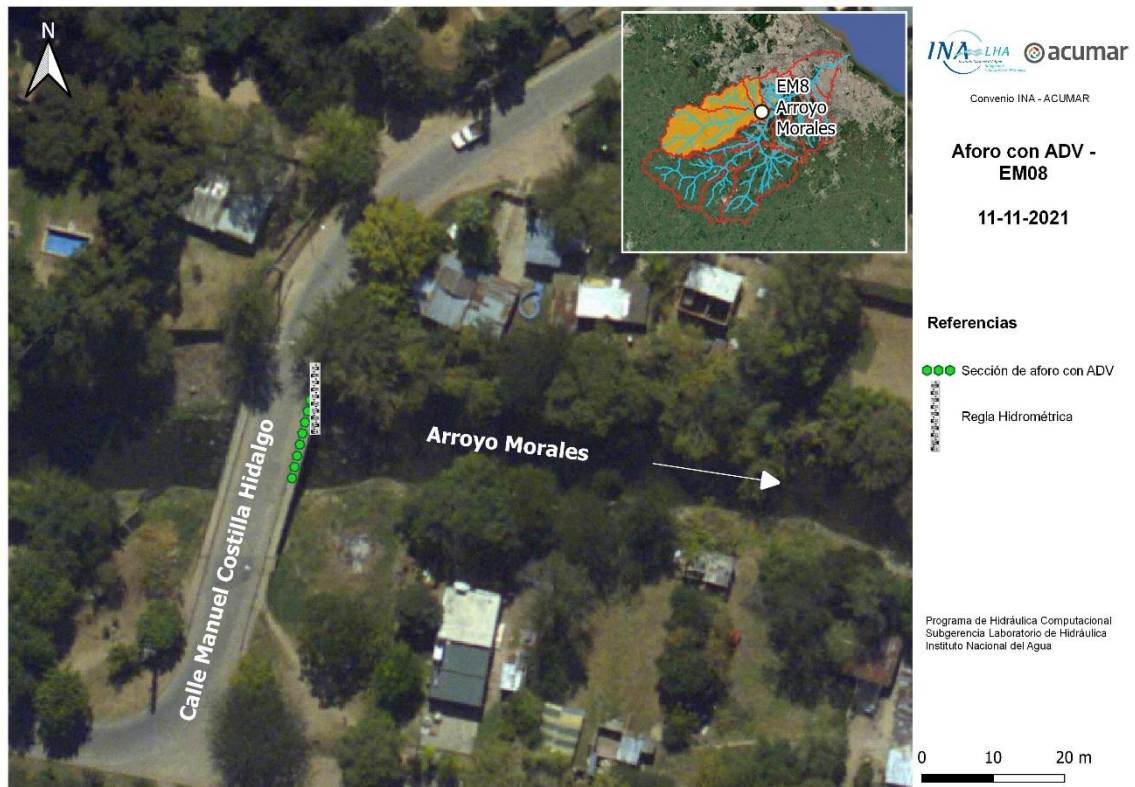 N
EM8
Arroyo
Morales
Calle Manuel Costilla Hidalgo
Arroyo Morales
INA LHA
acumar
Convenio INA - ACUMAR
Aforo con ADV -
EM08
11-11-2021
Referencias
Sección de aforo con ADV
Regla Hidrométrica
Programa de Hidráulica Computacional
Subgerencia Laboratorio de Hidráulica
Instituto Nacional del Agua
0 10 20 m